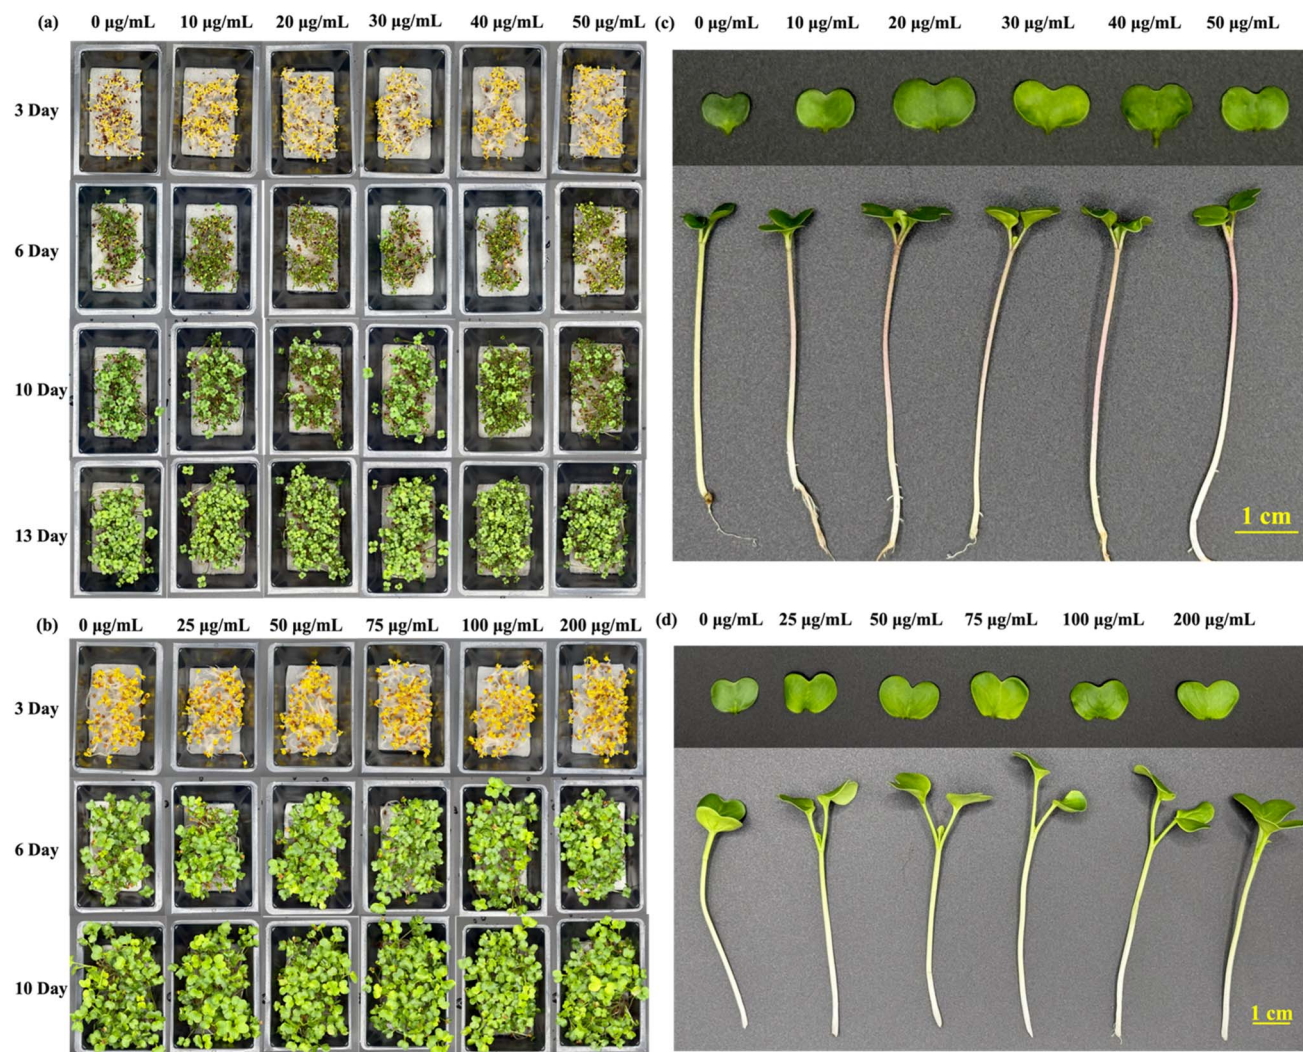 (a) 0 μg/mL 10 μg/mL 20 μg/mL 30 μg/mL 40 μg/mL 50 μg/mL
3 Day
6 Day
10 Day
13 Day
(c) 0 μg/mL 10 μg/mL 20 μg/mL 30 μg/mL 40 μg/mL 50 μg/mL
1 cm
(b) 0 μg/mL 25 μg/mL 50 μg/mL 75 μg/mL 100 μg/mL 200 μg/mL
3 Day
6 Day
10 Day
(d) 0 μg/mL 25 μg/mL 50 μg/mL 75 μg/mL 100 μg/mL 200 μg/mL
1 cm